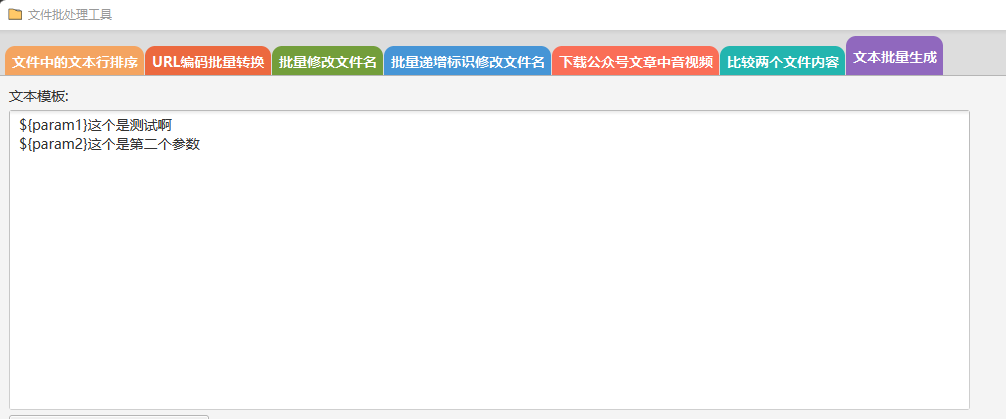 文件批处理工具
文件中的文本行排序 URL编码批量转换 批量修改文件名 批量递增标识修改文件名 下载公众号文章中音视频 比较两个文件内容 文本批量生成
文本模板:
${param1}这个是测试啊
${param2}这个是第二个参数